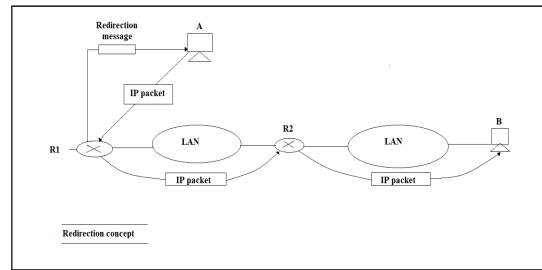 Redirection
message
A
IP packet
R2
B
R1
LAN
LAN
IP packet
IP packet
Redirection concept